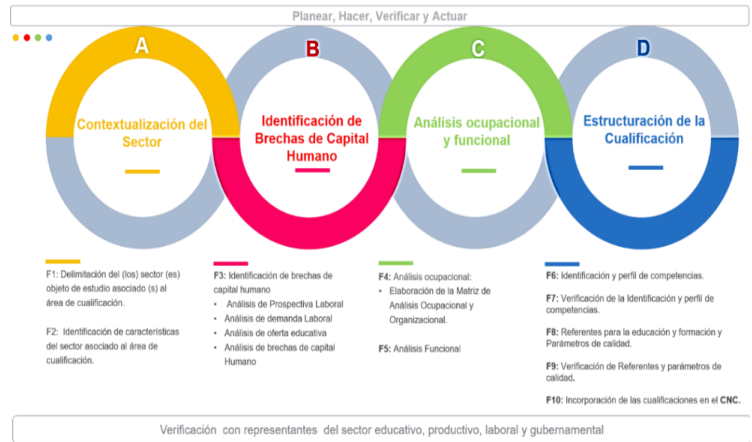 Planear, Hacer, Verificar y Actuar
A
B
C
D
Contextualización del
Sector
Identificación de
Brechas de Capital
Humano
Análisis ocupacional
y funcional
Estructuración de la
Cualificación
F1: Delimitación del (los) sector (es)
objeto de estudio asociado (s) al
área de cualificación.
F2: Identificación de características
del sector asociado al área de
cualificación.
F3: Identificación de brechas de
capital humano
• Análisis de Prospectiva Laboral
• Análisis de demanda Laboral
• Análisis de oferta educativa
• Análisis de brechas de capital
Humano
F4: Análisis ocupacional:
• Elaboración de la Matriz de
Análisis Ocupacional y
Organizacional.
F5: Análisis Funcional
F6: Identificación y perfil de competencias.
F7: Verificación de la Identificación y perfil de
competencias.
F8: Referentes para la educación y formación y
Parámetros de calidad.
F9: Verificación de Referentes y parámetros de
calidad.
F10: Incorporación de las cualificaciones en el CNC.
Verificación con representantes del sector educativo, productivo, laboral y gubernamental